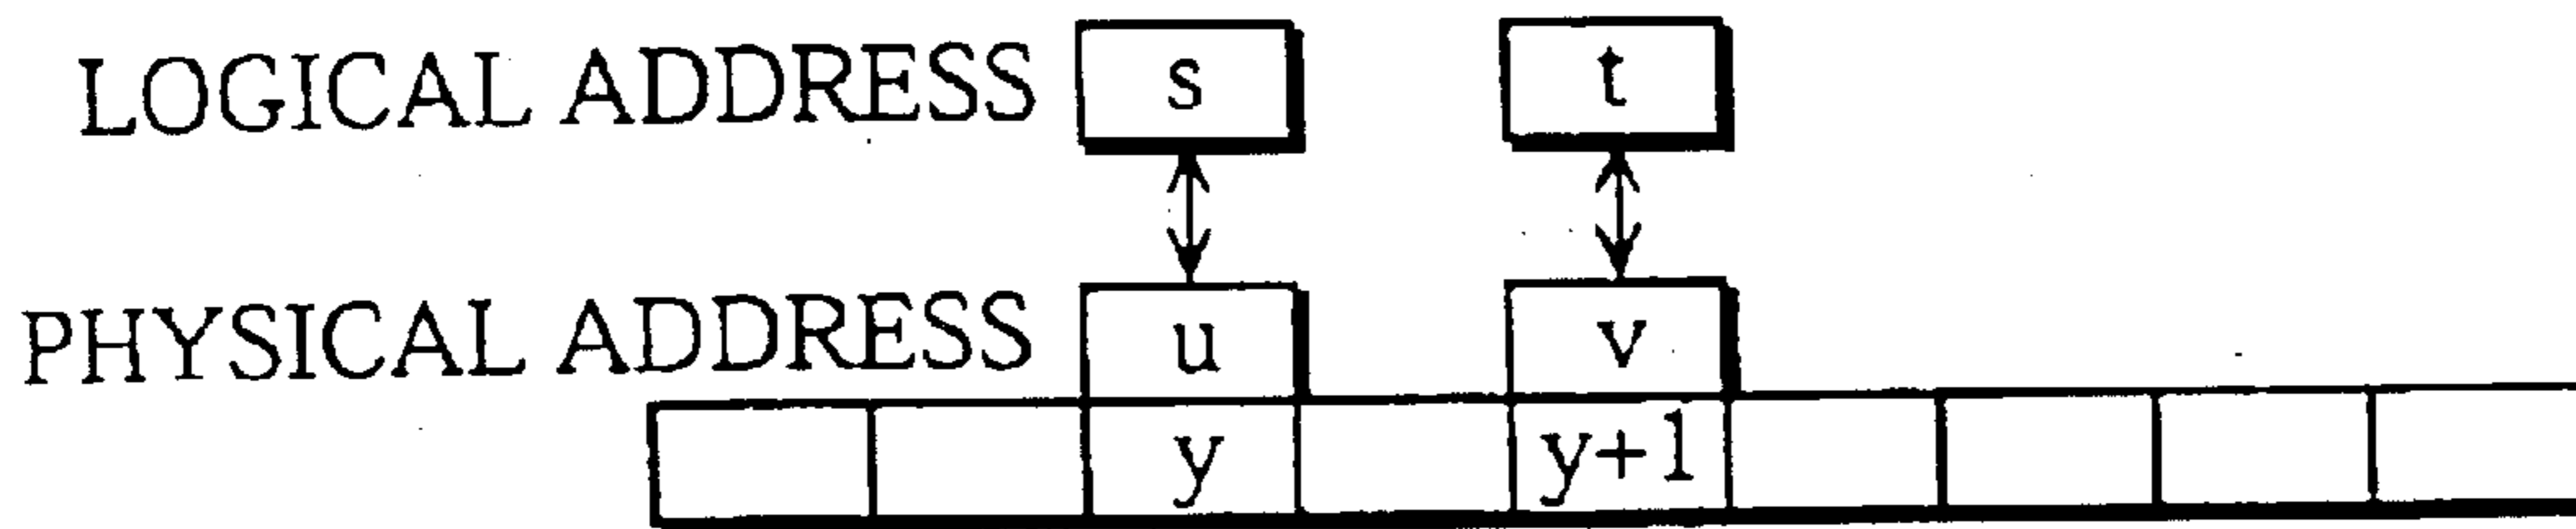 LOGICAL ADDRESS s t
PHYSICAL ADDRESS u v
y y+1